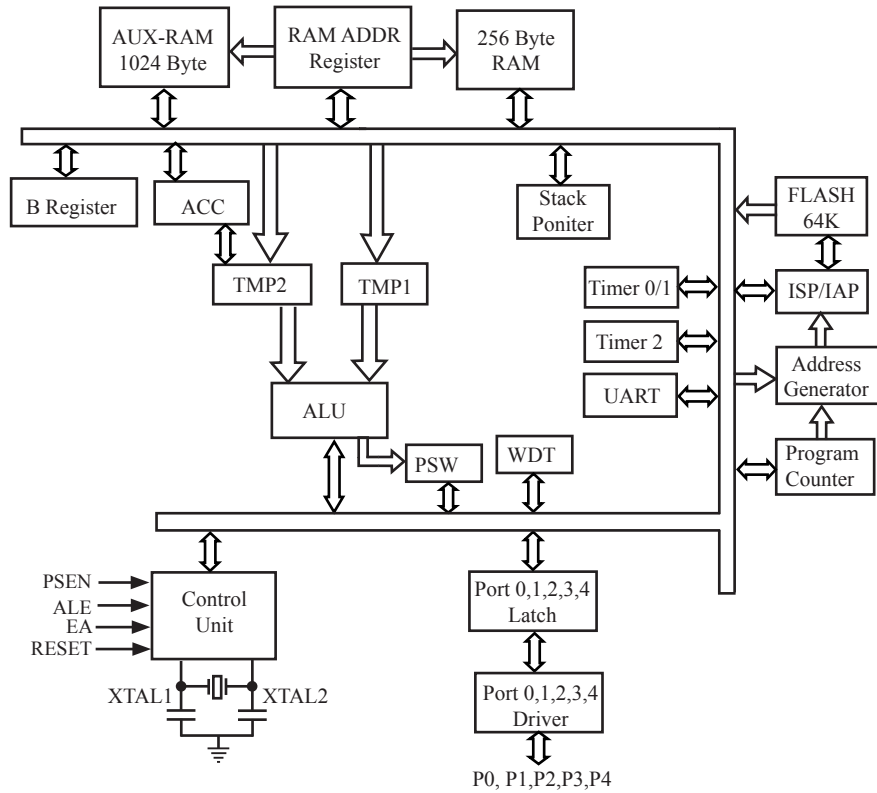 AUX-RAM
1024 Byte
RAM ADDR
Register
256 Byte
RAM
B Register
ACC
Stack
Poniter
FLASH
64K
TMP2
TMP1
Timer 0/1
ISP/IAP
Timer 2
Address
Generator
ALU
UART
PSW
WDT
Program
Counter
PSEN
ALE
EA
RESET
Control
Unit
Port 0,1,2,3,4
Latch
XTAL1
XTAL2
Port 0,1,2,3,4
Driver
P0, P1,P2,P3,P4